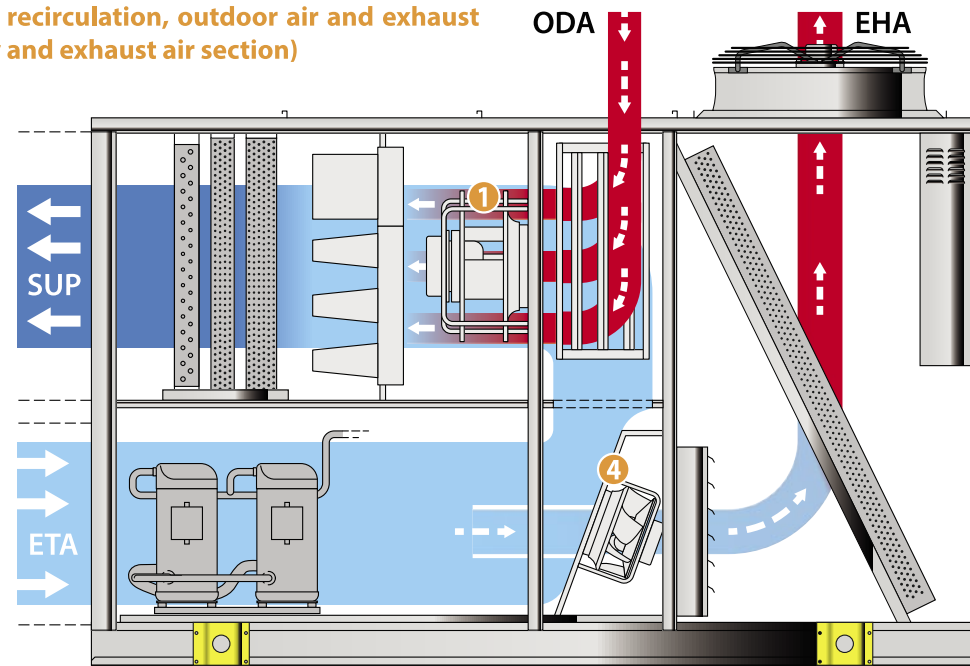 recirculation, outdoor air and exhaust
and exhaust air section)
ODA
EHA
1
SUP
4
ETA